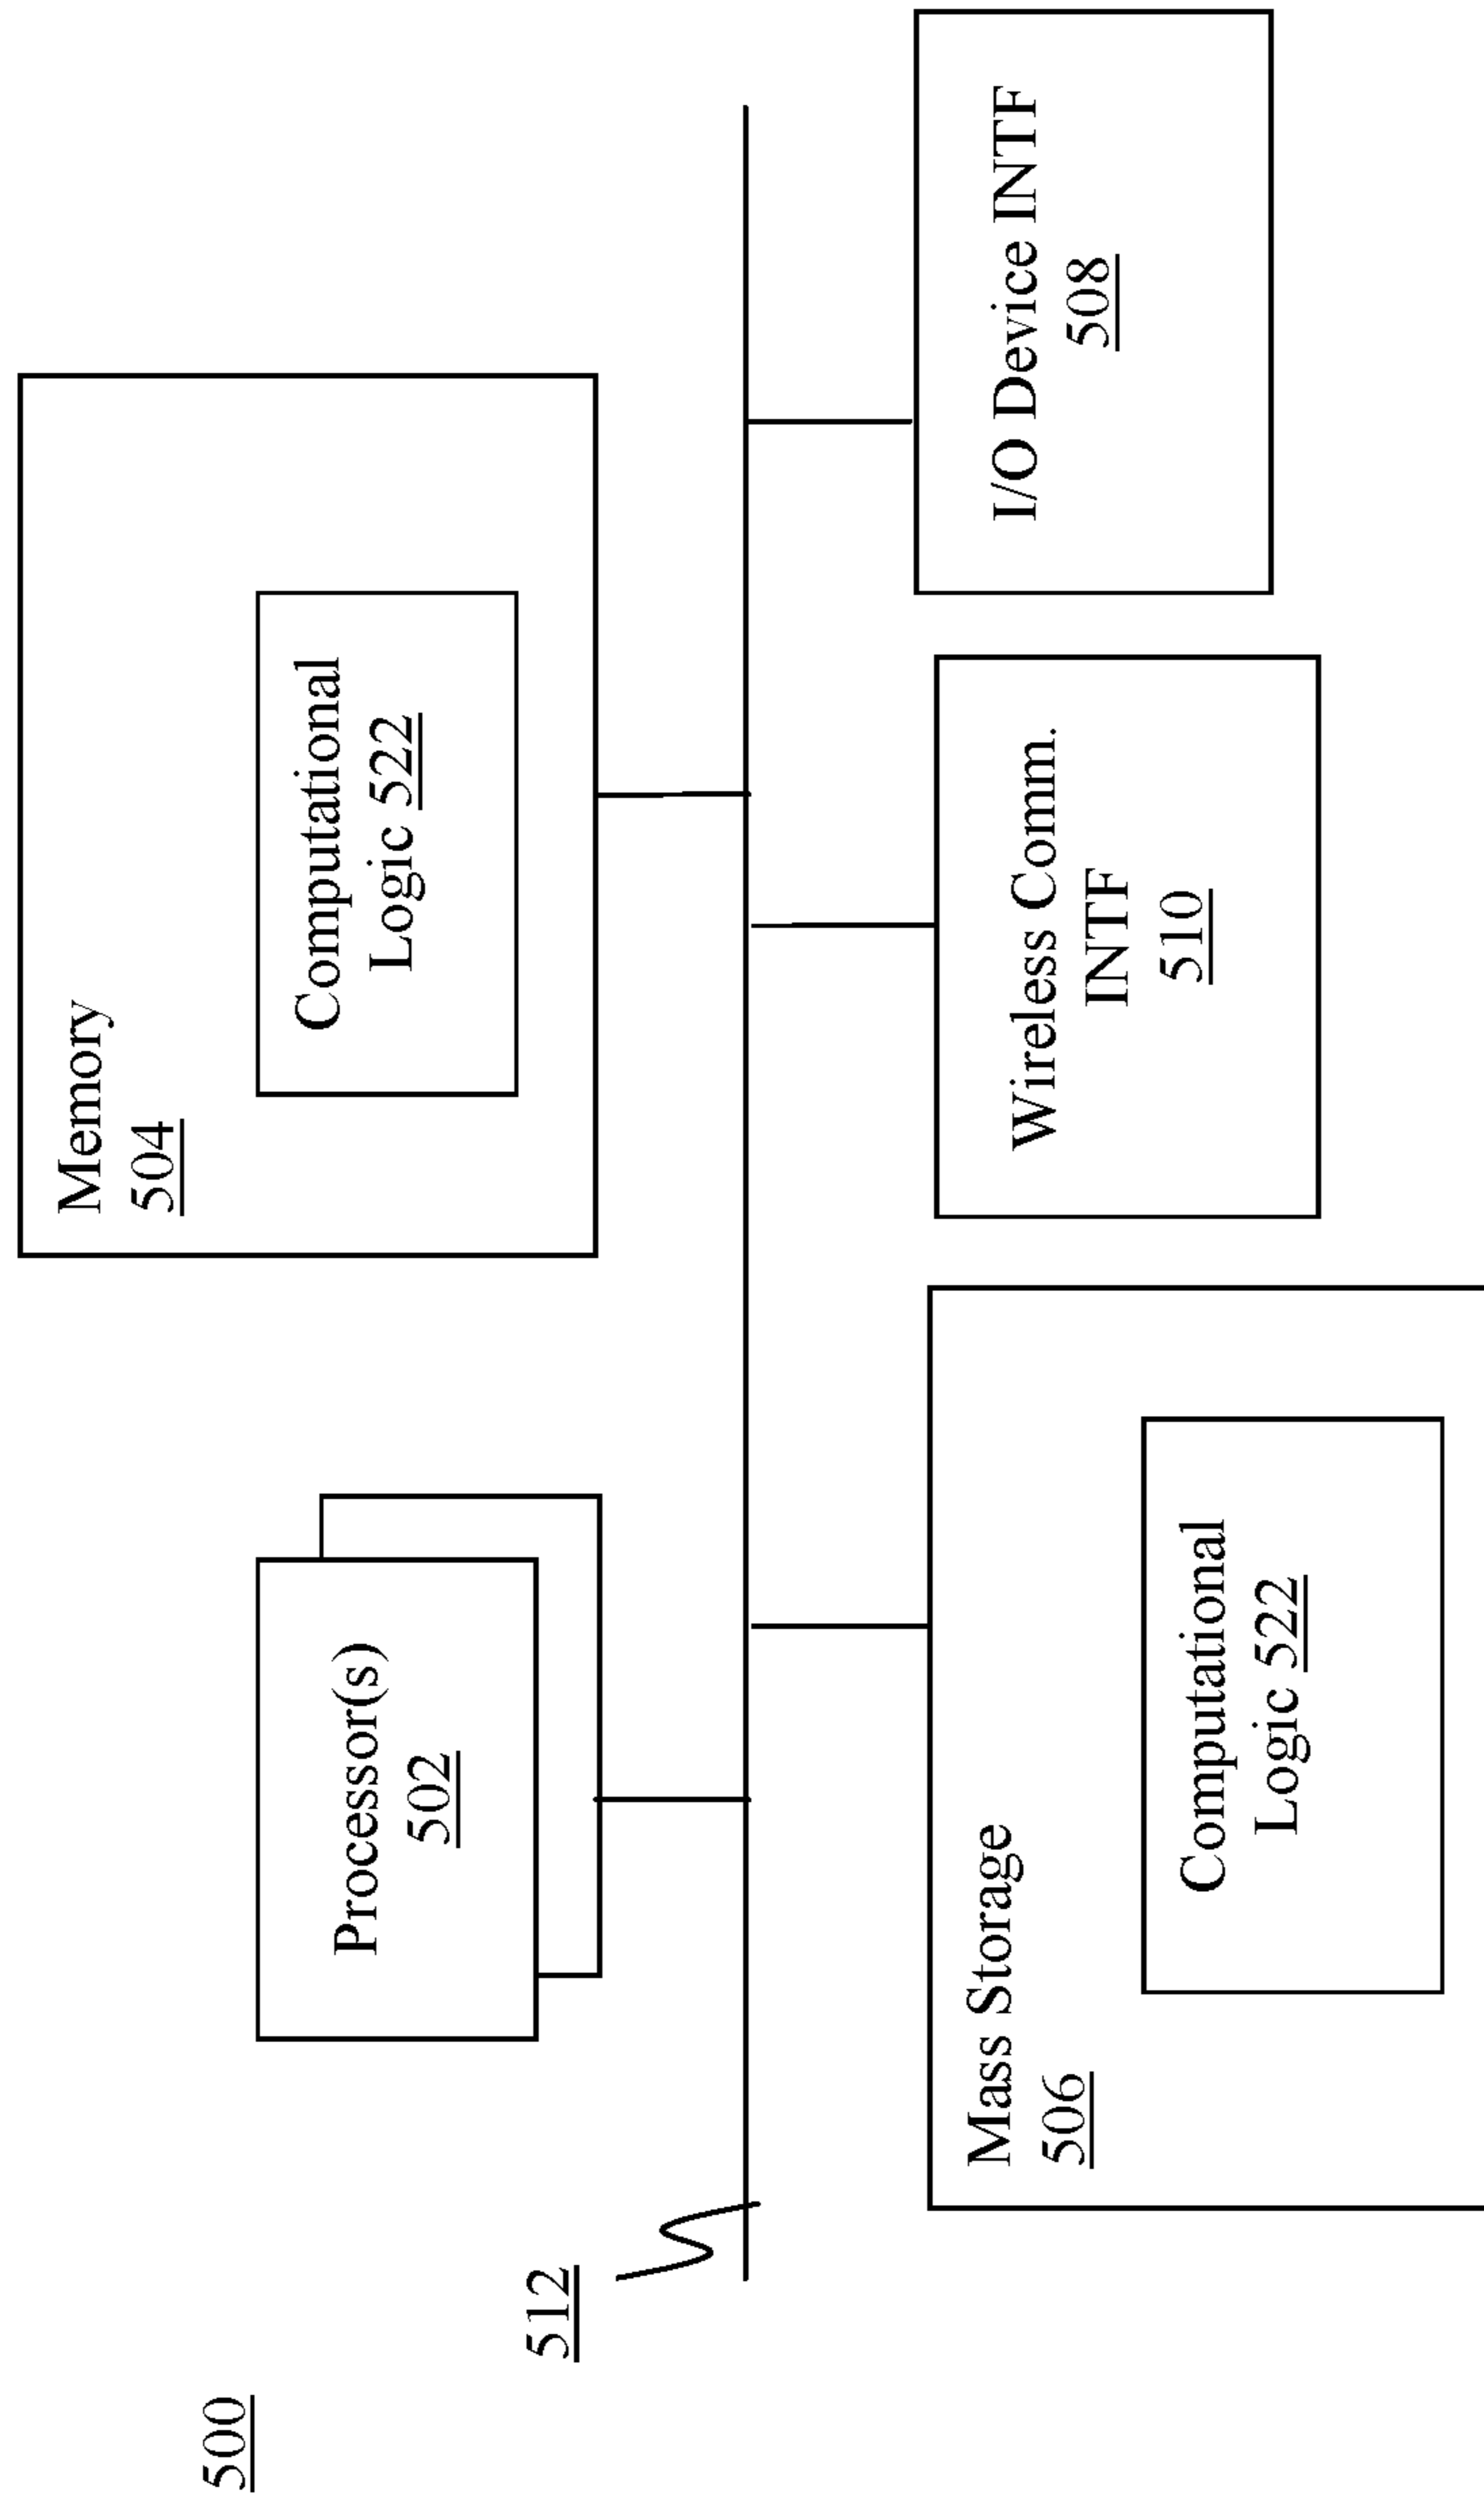 500
512
Processor(s)
502
Memory
504
Computational
Logic 522
Mass Storage
506
Computational
Logic 522
Wireless Comm.
INTF
510
I/O Device INTF
508